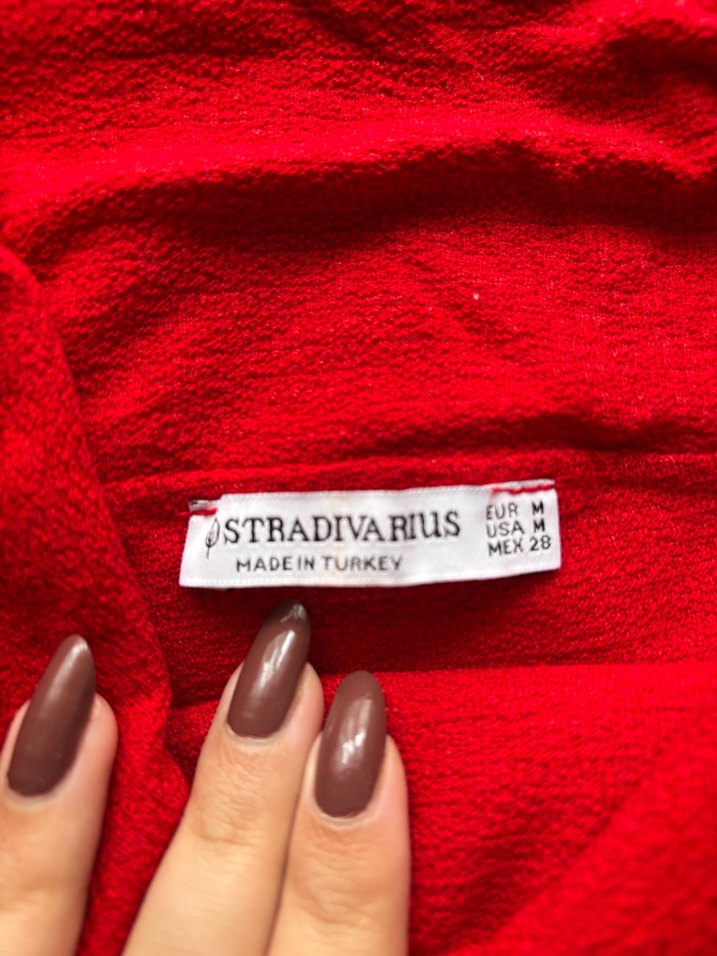 STRADIVARIUS
MADE IN TURKEY
EUR M
USA M
MEX 28